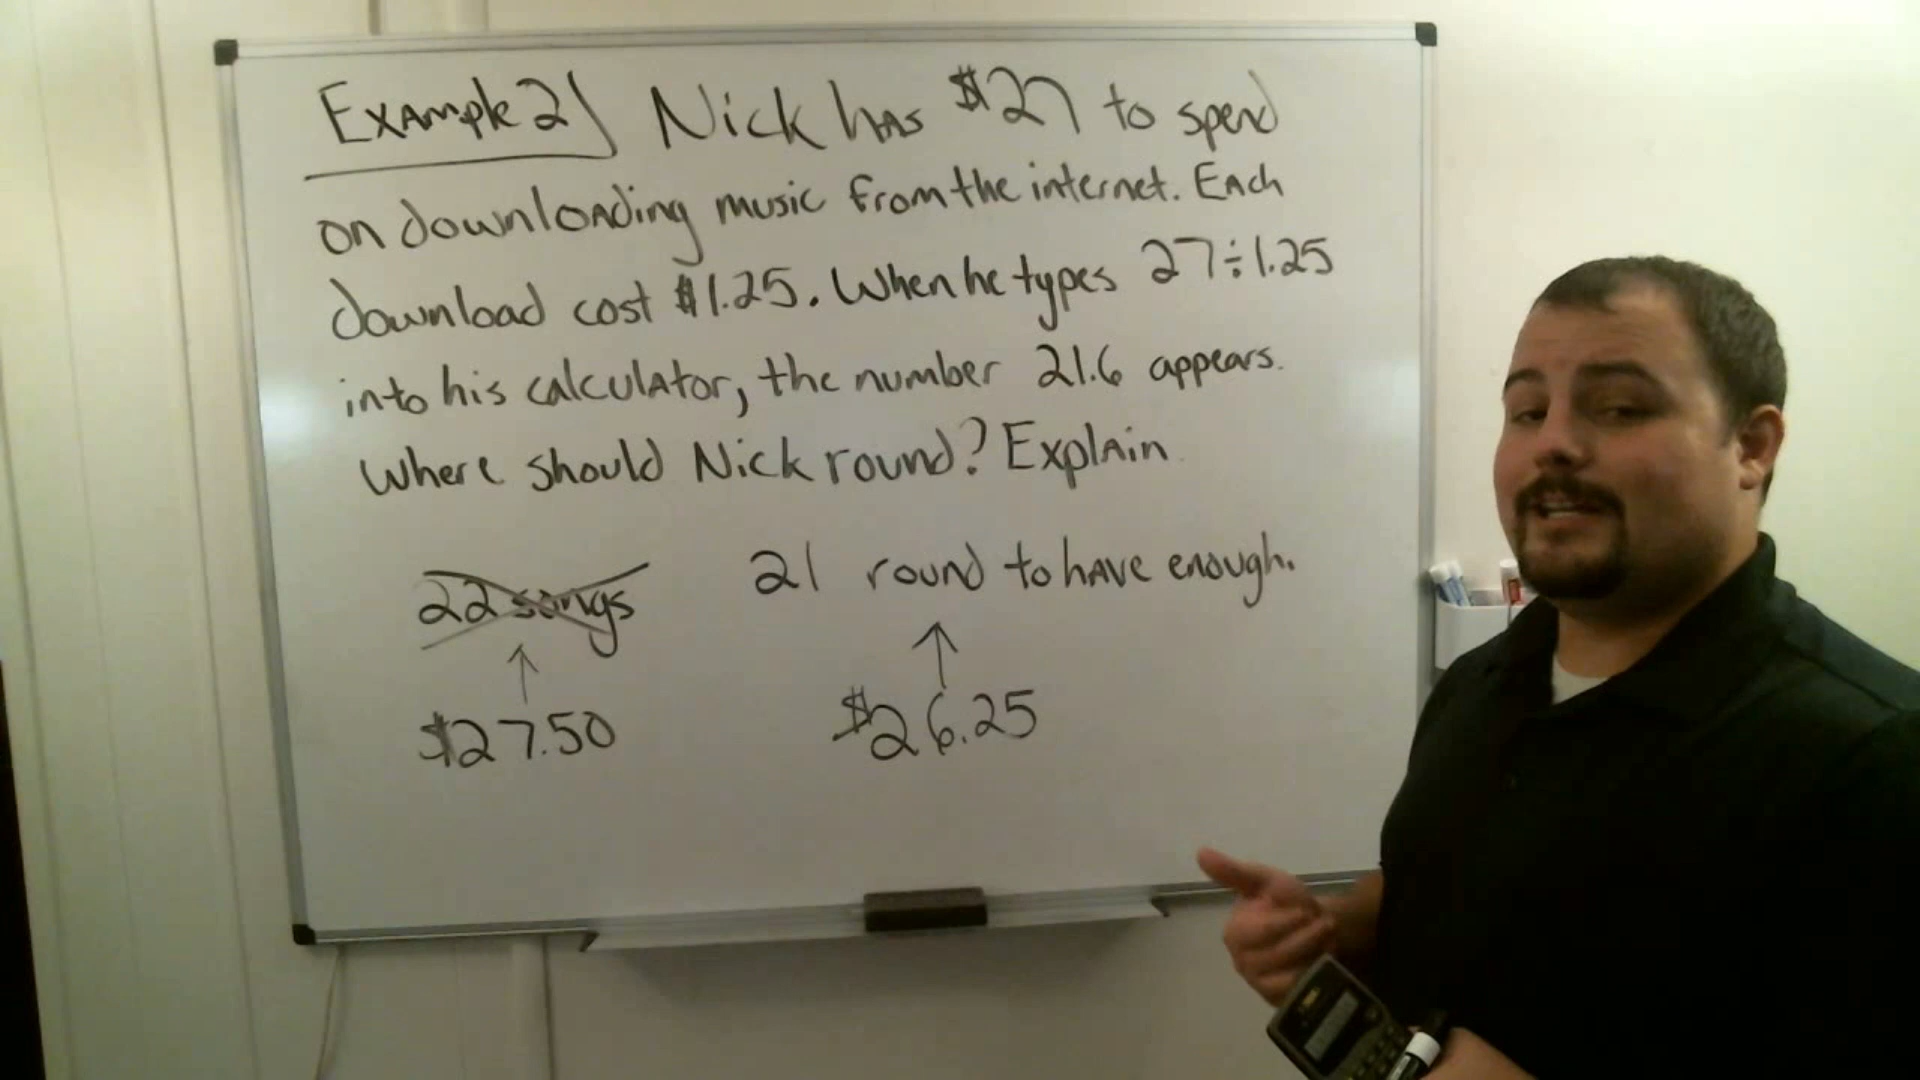 Example 2) Nick has $27 to spend
on downloading music from the internet. Each
download cost $1.25. When he types 27÷1.25
into his calculator, the number 21.6 appears.
Where should Nick round? Explain
22 songs
21 round to have enough.
$27.50
$26.25